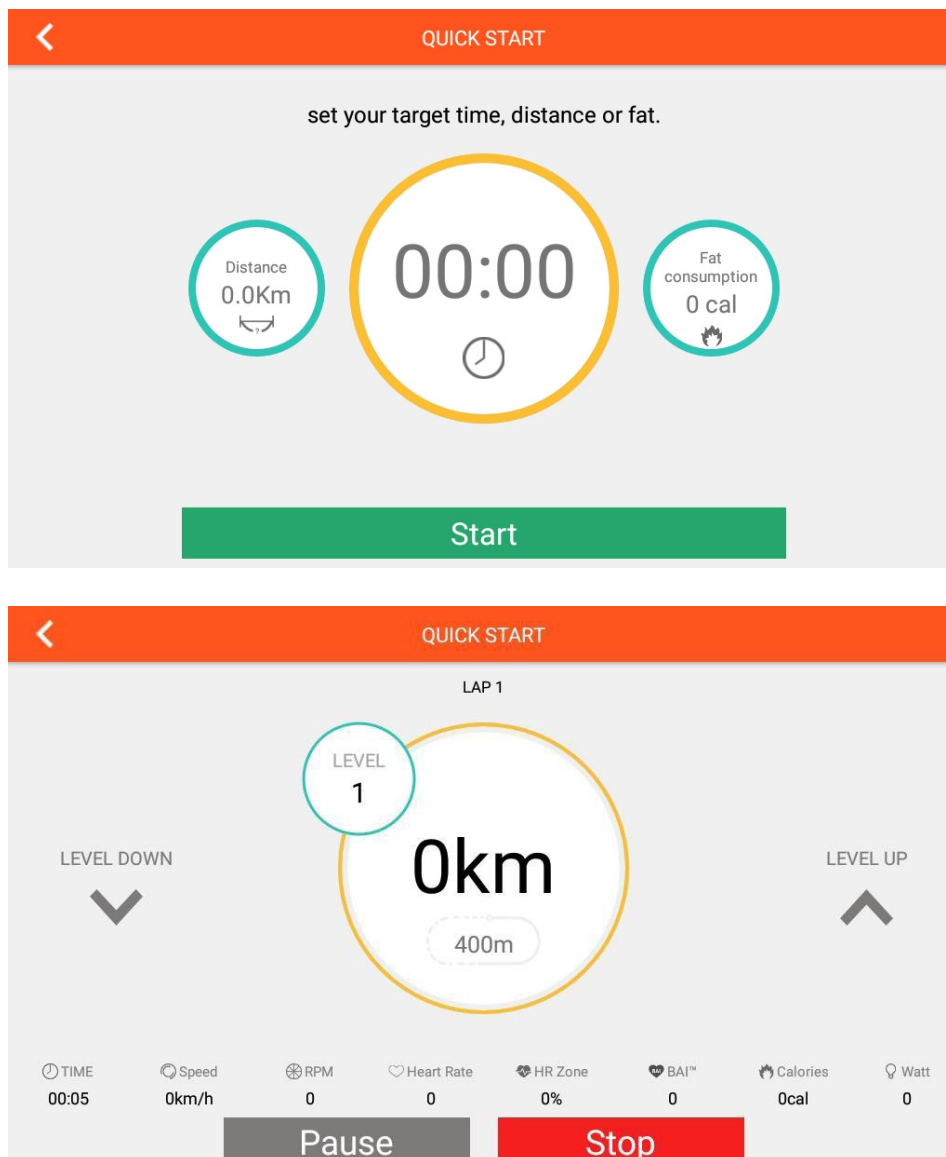 QUICK START
set your target time, distance or fat.
Distance
0.0Km
?
00:00
Fat
consumption
0 cal
Start
QUICK START
LAP 1
LEVEL
1
LEVEL DOWN
0km
400m
LEVEL UP
TIME Speed RPM Heart Rate HR Zone BAI™ Calories Watt
00:05 0km/h 0 0 0% 0 0cal 0
Pause Stop